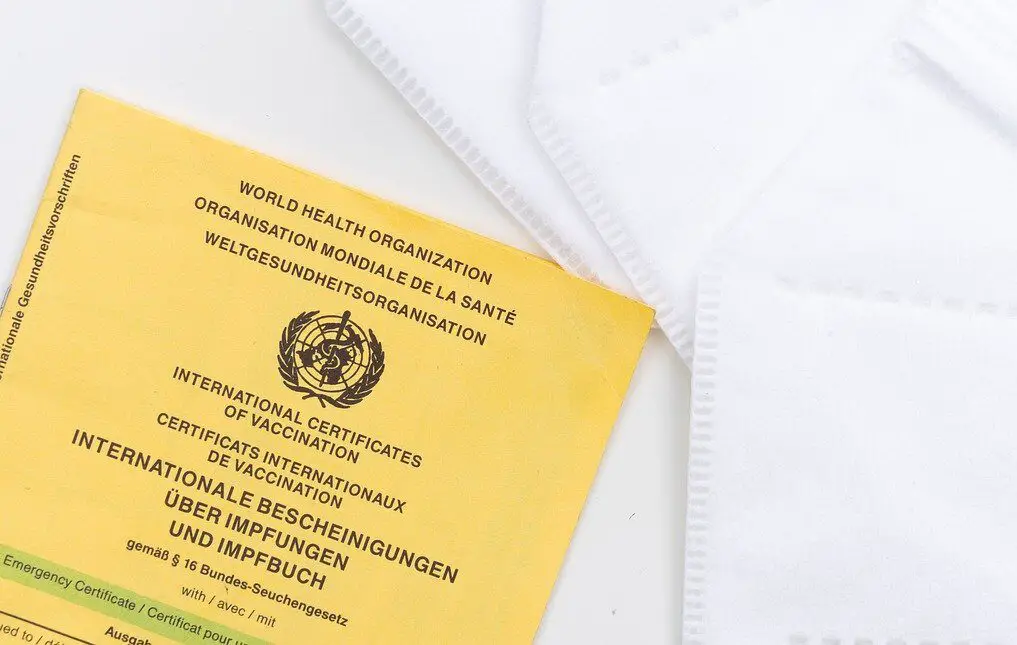 WORLD HEALTH ORGANIZATION
ORGANISATION MONDIALE DE LA SANTÉ
WELTGESUNDHEITSORGANISATION
INTERNATIONAL CERTIFICATES
OF VACCINATION
CERTIFICATS INTERNATIONAUX
DE VACCINATION
INTERNATIONALE BESCHEINIGUNGEN
ÜBER IMPFUNGEN
UND IMPFBUCH
gemäß § 16 Bundes-Seuchengesetz
with / avec / mit
Emergency Certificate / Certificat pour
Gesundheitsvorschriften